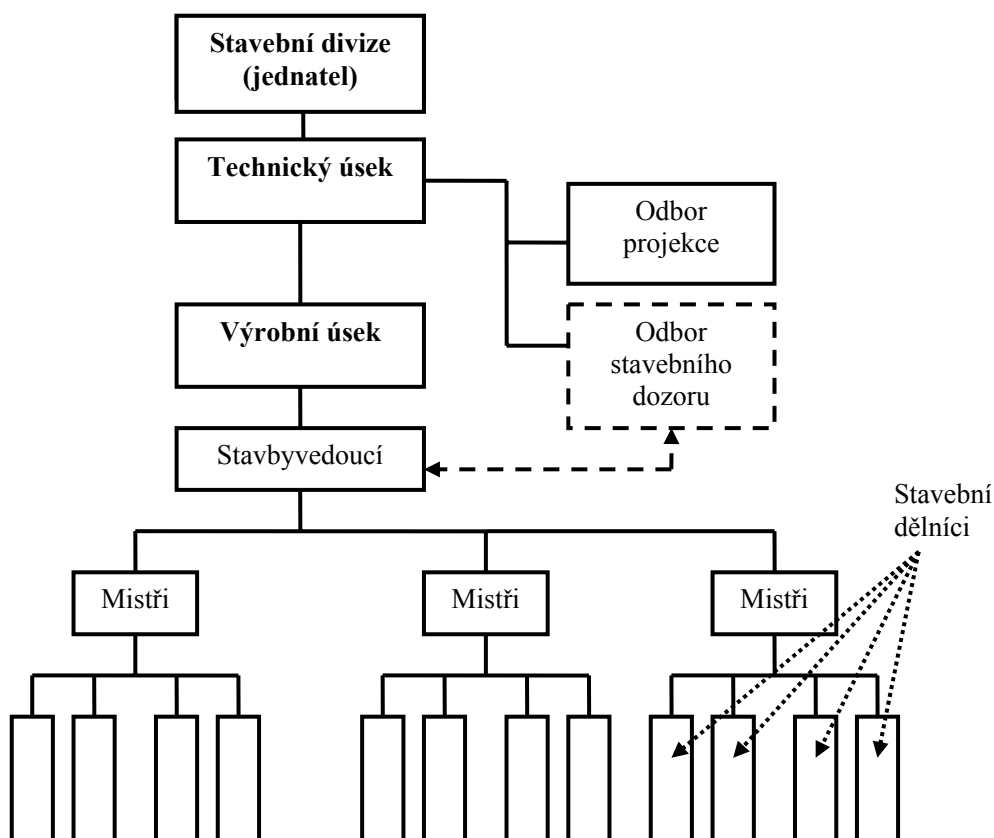 Stavební divize
(jednatel)
Technický úsek
Odbor
projekce
Výrobní úsek
Odbor
stavebního
dozoru
Stavbyvedoucí
Stavební
dělníci
Mistři
Mistři
Mistři